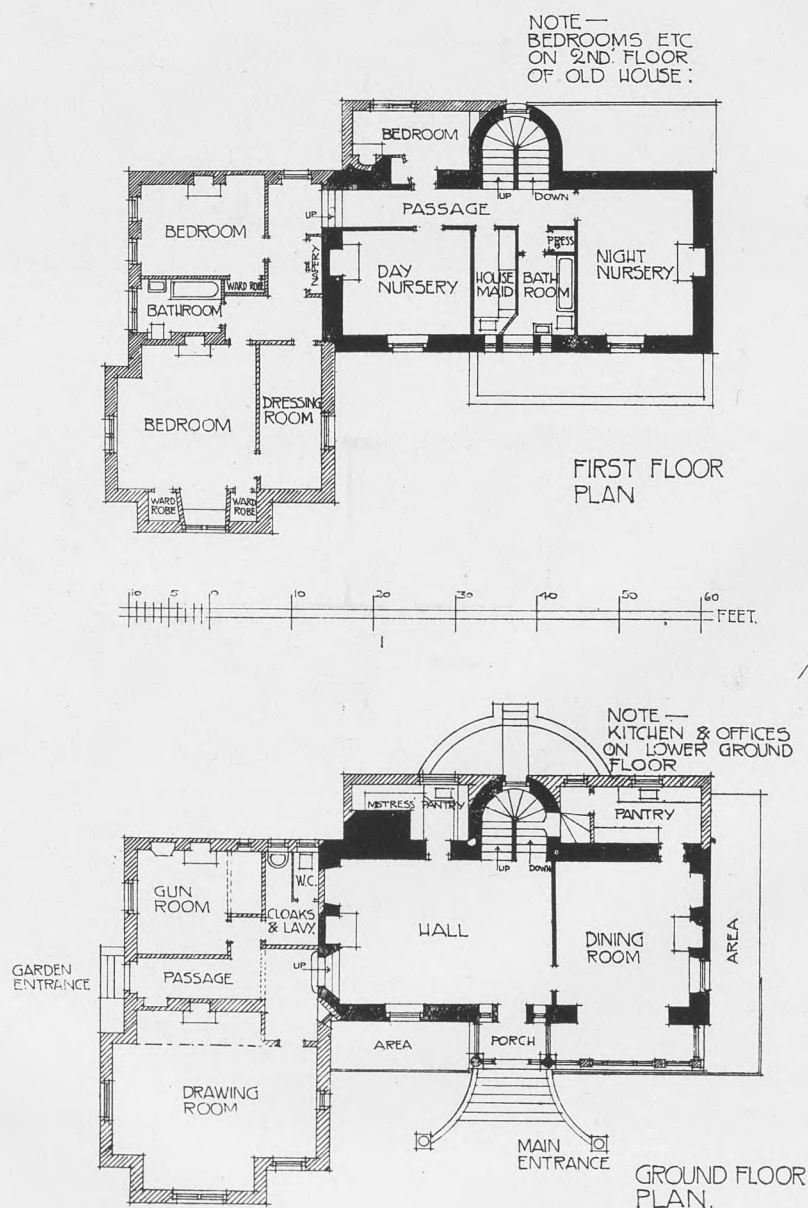 NOTE —
BEDROOMS ETC
ON 2ND. FLOOR
OF OLD HOUSE :
BEDROOM
UP
DOWN
PASSAGE
UP
BEDROOM
PRESS
NAPERY
DAY
NURSERY
HOUSE
MAID
BATH
ROOM
NIGHT
NURSERY
WARD ROBE
BATHROOM
BEDROOM
DRESSING
ROOM
WARD
ROBE
WARD
ROBE
FIRST FLOOR
PLAN
10 5 0 10 20 30 40 50 60
FEET.
NOTE —
KITCHEN & OFFICES
ON LOWER GROUND
FLOOR
MISTRESS' PANTRY
PANTRY
UP
DOWN
W.C.
GUN
ROOM
CLOAKS
& LAVY.
HALL
DINING
ROOM
AREA
GARDEN
ENTRANCE
PASSAGE
UP
AREA
PORCH
DRAWING
ROOM
MAIN
ENTRANCE
GROUND FLOOR
PLAN.